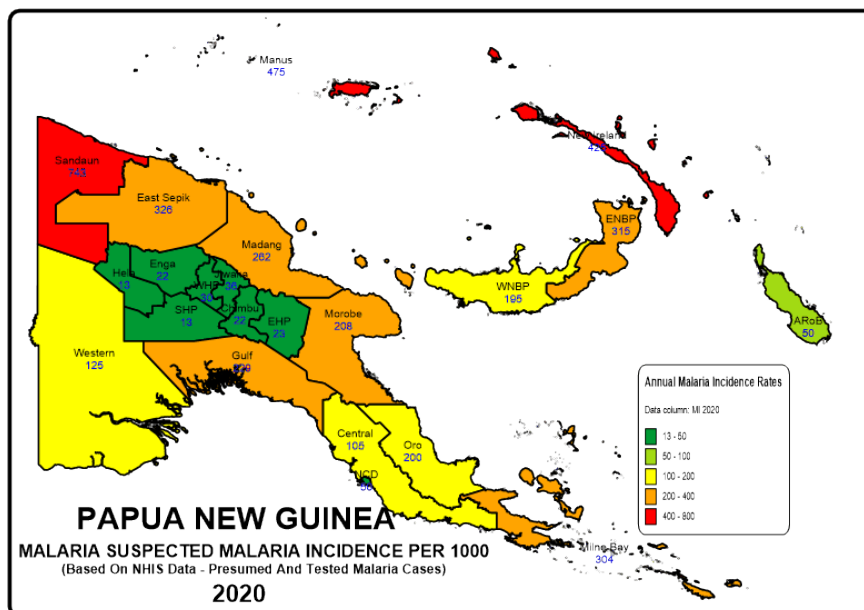 Manus
475
New Ireland
Sandaun
East Sepik
326
ENBP
315
Madang
262
Enga
22
Hela
13
Jiwaka
36
WHP
30
WNBP
195
SHP
13
Chimbu
22
EHP
23
Morobe
208
ARoB
50
Western
125
Gulf
Central
105
Oro
200
NCD
Milne Bay
304
Annual Malaria Incidence Rates
Data column: MI 2020
13 - 50
50 - 100
100 - 200
200 - 400
400 - 800
PAPUA NEW GUINEA
MALARIA SUSPECTED MALARIA INCIDENCE PER 1000
(Based On NHIS Data - Presumed And Tested Malaria Cases)
2020